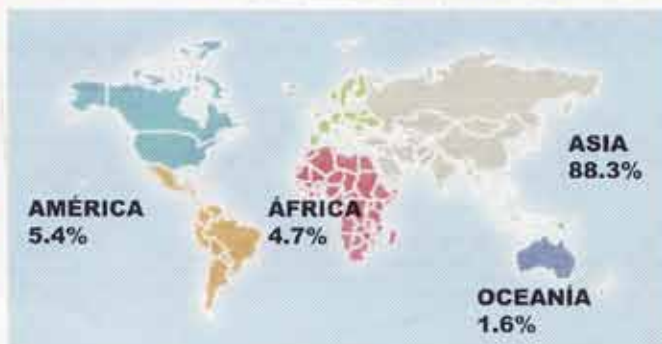 ASIA
88.3%
AMÉRICA
5.4%
ÁFRICA
4.7%
OCEANÍA
1.6%